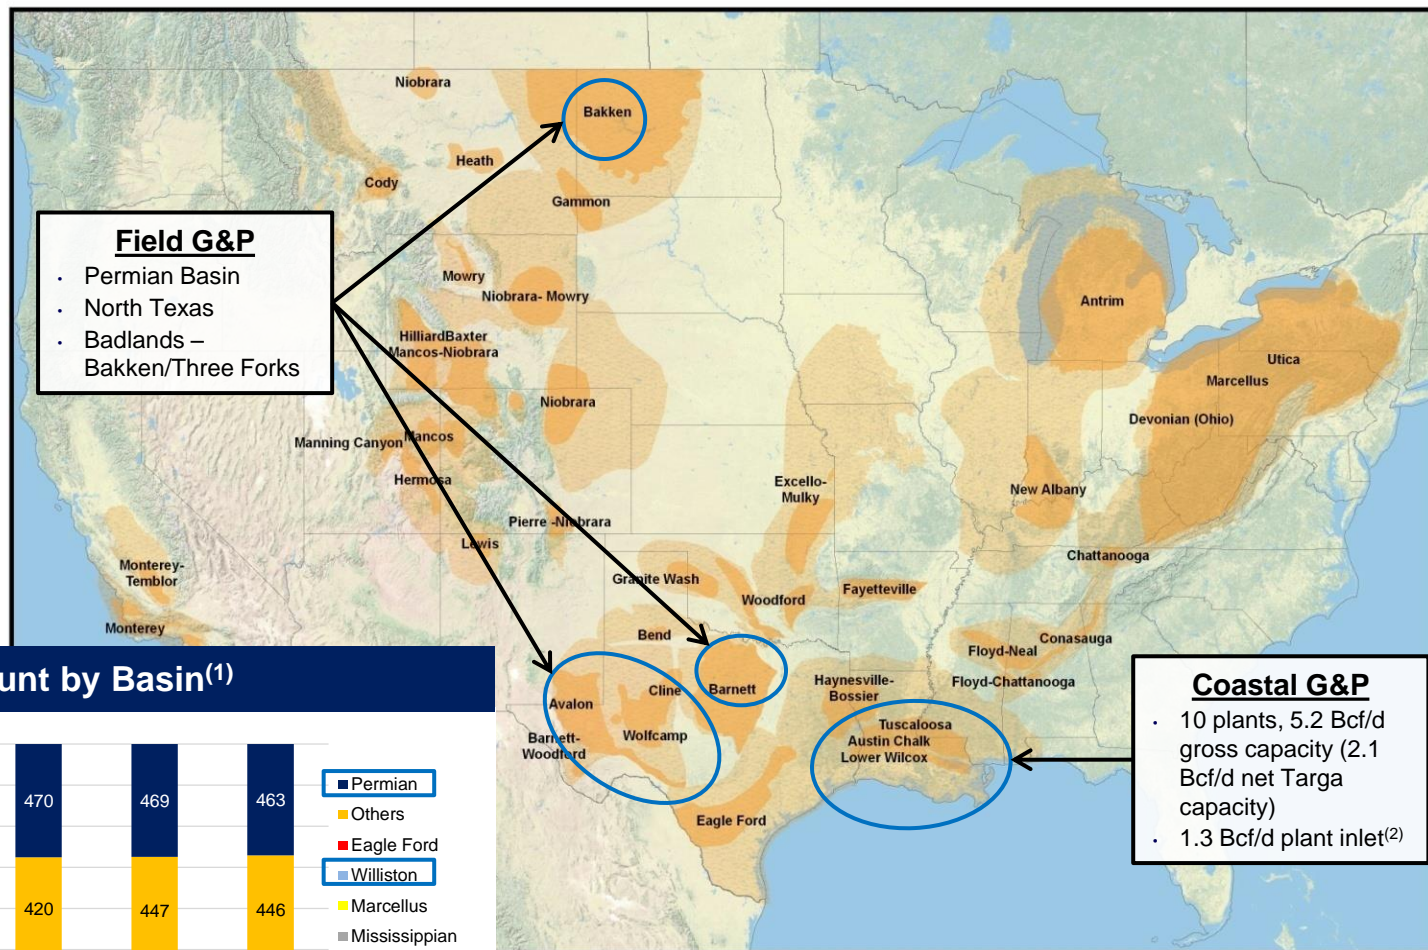 Niobrara
Bakken
Heath
Cody
Gammon
Field G&P
· Permian Basin
· North Texas
· Badlands –
Bakken/Three Forks
Mowry
Niobrara- Mowry
HilliardBaxter
Mancos-Niobrara
Antrim
Utica
Marcellus
Devonian (Ohio)
Niobrara
Manning Canyon
Mancos
Hermosa
Excello-
Mulky
New Albany
Pierre -Niobrara
Lewis
Chattanooga
Monterey-
Temblor
Granite Wash
Woodford
Fayetteville
Monterey
Bend
Conasauga
Floyd-Neal
Floyd-Chattanooga
Haynesville-
Bossier
Cline
Barnett
Avalon
Wolfcamp
Barnett-
Woodford
Tuscaloosa
Austin Chalk
Lower Wilcox
Eagle Ford
Coastal G&P
· 10 plants, 5.2 Bcf/d
gross capacity (2.1
Bcf/d net Targa
capacity)
· 1.3 Bcf/d plant inlet(2)
unt by Basin(1)
470 469 463
420 447 446
Permian
Others
Eagle Ford
Williston
Marcellus
Mississippian